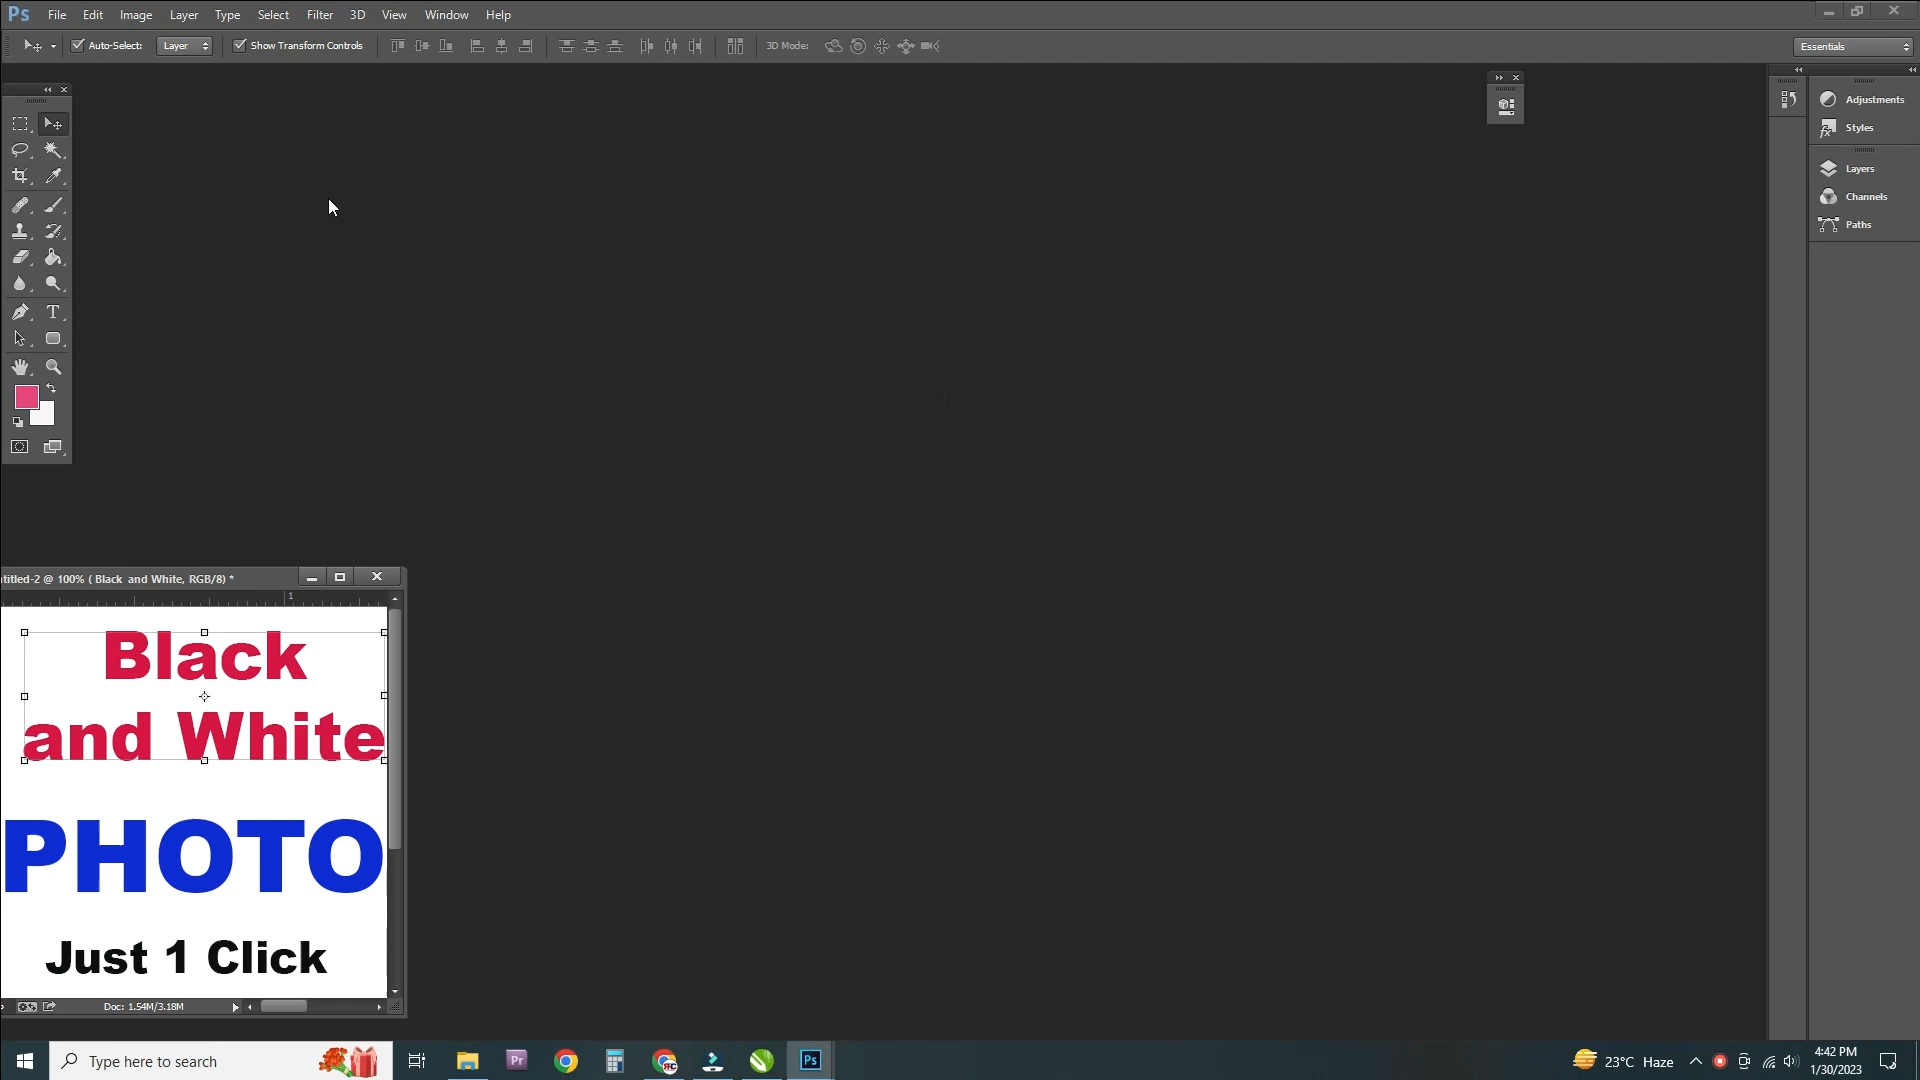 Ps File Edit Image Layer Type Select Filter 3D View Window Help
Auto-Select: Layer Show Transform Controls 3D Mode: Essentials
Adjustments
Styles
Layers
Channels
Paths
T
titled-2 @ 100% ( Black and White, RGB/8) *
1
Black
and White
PHOTO
Just 1 Click
Doc: 1.54M/3.18M
Type here to search
Pr
Ps
23°C Haze
4:42 PM
1/30/2023